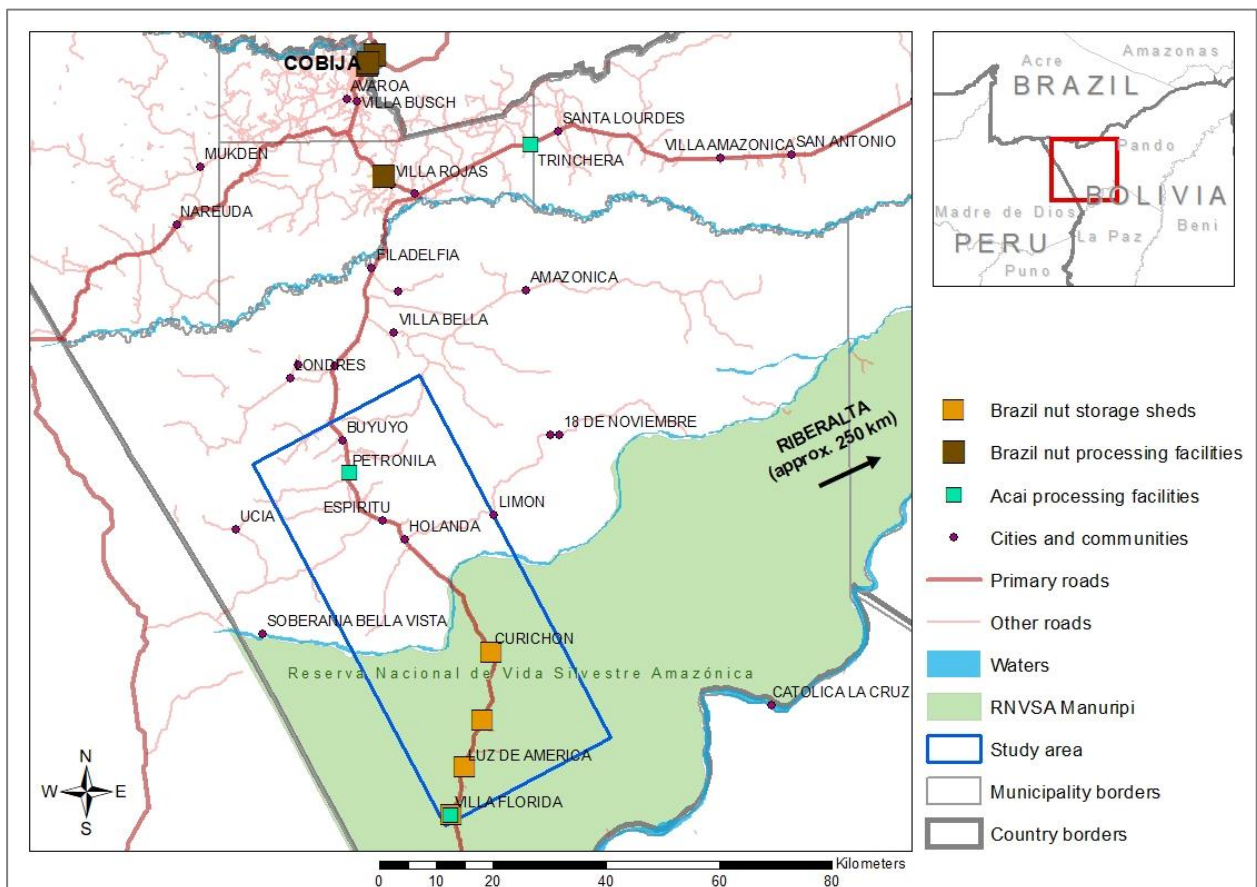 COBIJA
AVAROA
VILLA BUSCH
SANTA LOURDES
MUKDEN
TRINCHERA
VILLA AMAZONICA
SAN ANTONIO
VILLA ROJAS
NAREUDA
FILADELFIA
AMAZONICA
VILLA BELLA
LONDRES
BUYUYO
18 DE NOVIEMBRE
RIBERALTA
(approx. 250 km)
PETRONILA
UCIA
ESPIRITU
HOLANDA
LIMON
SOBERANIA BELLA VISTA
CURICHON
Reserva Nacional de Vida Silvestre Amazónica
CATOLICA LA CRUZ
LUZ DE AMERICA
VILLA FLORIDA
N
W
E
S
Kilometers
0 10 20 40 60 80
Acre
Amazonas
BRAZIL
Pando
BOLIVIA
Madre de Dios
Beni
La Paz
PERU
Puno
Brazil nut storage sheds
Brazil nut processing facilities
Acai processing facilities
Cities and communities
Primary roads
Other roads
Waters
RNVSA Manuripi
Study area
Municipality borders
Country borders